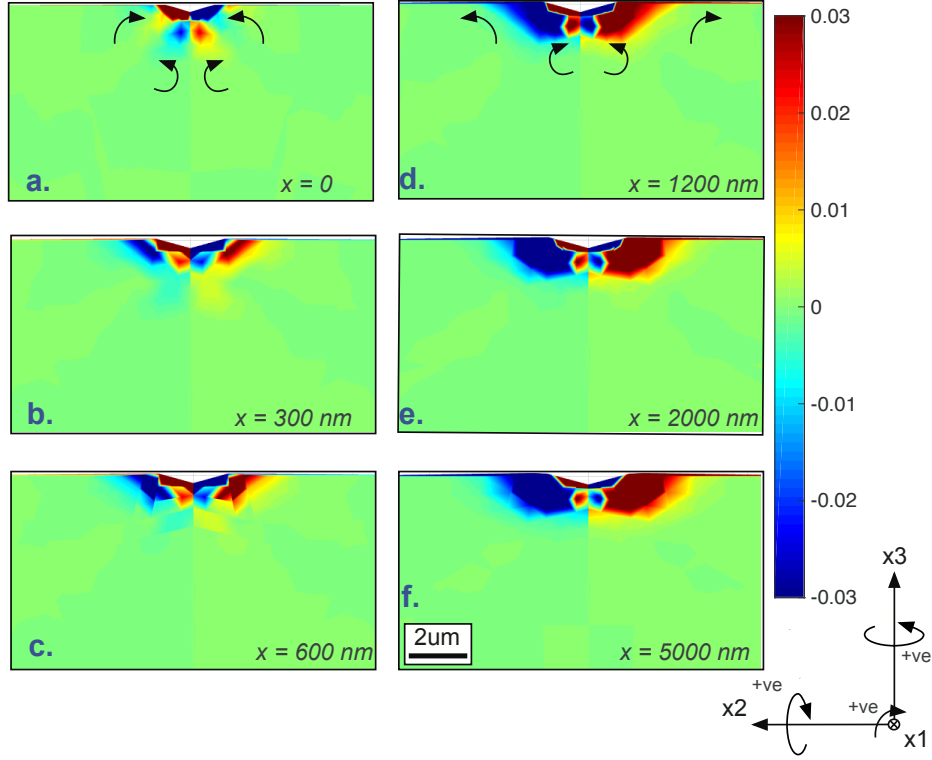 a.
x = 0
b.
x = 300 nm
c.
x = 600 nm
d.
x = 1200 nm
e.
x = 2000 nm
f.
2um
x = 5000 nm
0.03
0.02
0.01
0
-0.01
-0.02
-0.03
x3
+ve
+ve
x2
+ve
x1